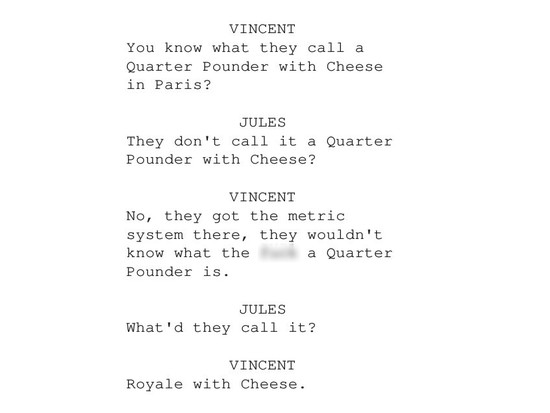 VINCENT
You know what they call a
Quarter Pounder with Cheese
in Paris?
JULES
They don't call it a Quarter
Pounder with Cheese?
VINCENT
No, they got the metric
system there, they wouldn't
know what the a Quarter
Pounder is.
JULES
What'd they call it?
VINCENT
Royale with Cheese.